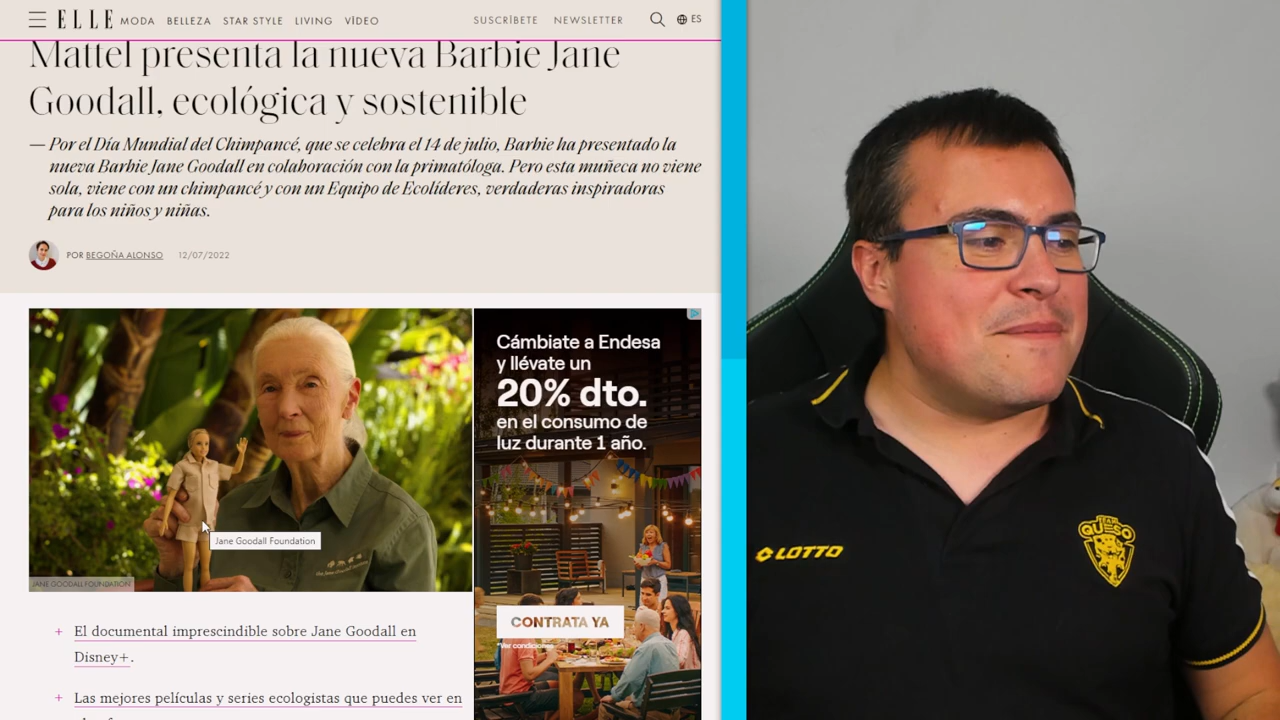 ELLE MODA BELLEZA STAR STYLE LIVING VÍDEO SUSCRÍBETE NEWSLETTER ES
Mattel presenta la nueva Barbie Jane
Goodall, ecológica y sostenible
— Por el Día Mundial del Chimpancé, que se celebra el 14 de julio, Barbie ha presentado la
nueva Barbie Jane Goodall en colaboración con la primatóloga. Pero esta muñeca no viene
sola, viene con un chimpancé y con un Equipo de Ecolíderes, verdaderas inspiradoras
para los niños y niñas.
POR BEGOÑA ALONSO 12/07/2022
Jane Goodall Foundation
JANE GOODALL FOUNDATION
Cámbiate a Endesa
y llévate un
20% dto.
en el consumo de
luz durante 1 año.
CONTRATA YA
*Ver condiciones
+ El documental imprescindible sobre Jane Goodall en
Disney+.
+ Las mejores películas y series ecologistas que puedes ver en
LOTTO
TEAM
QUESO